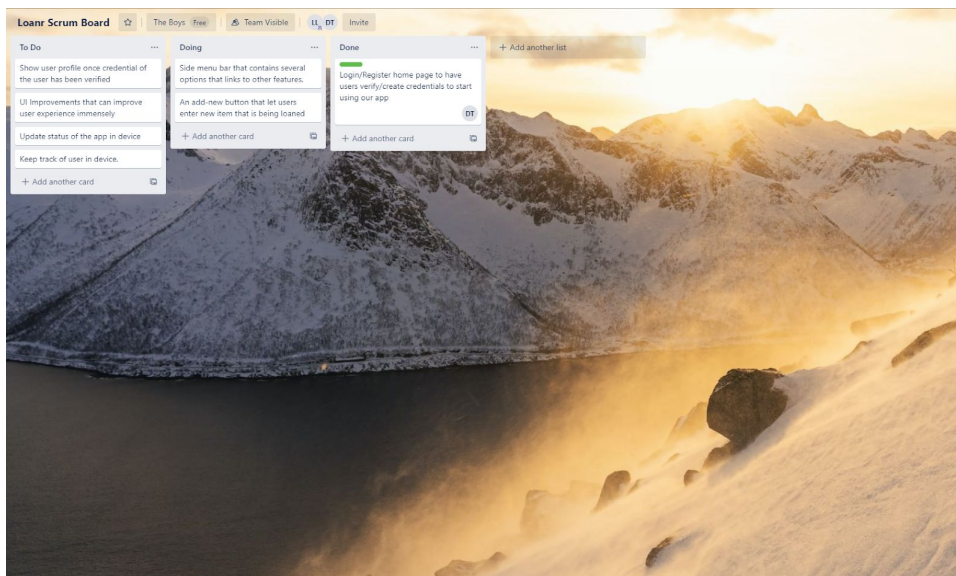 Loanr Scrum Board
The Boys Free
Team Visible
LL DT
Invite
To Do
Show user profile once credential of
the user has been verified
UI Improvements that can improve
user experience immensely
Update status of the app in device
Keep track of user in device.
+ Add another card
Doing
Side menu bar that contains several
options that links to other features.
An add-new button that let users
enter new item that is being loaned
+ Add another card
Done
Login/Register home page to have
users verify/create credentials to start
using our app
DT
+ Add another card
+ Add another list